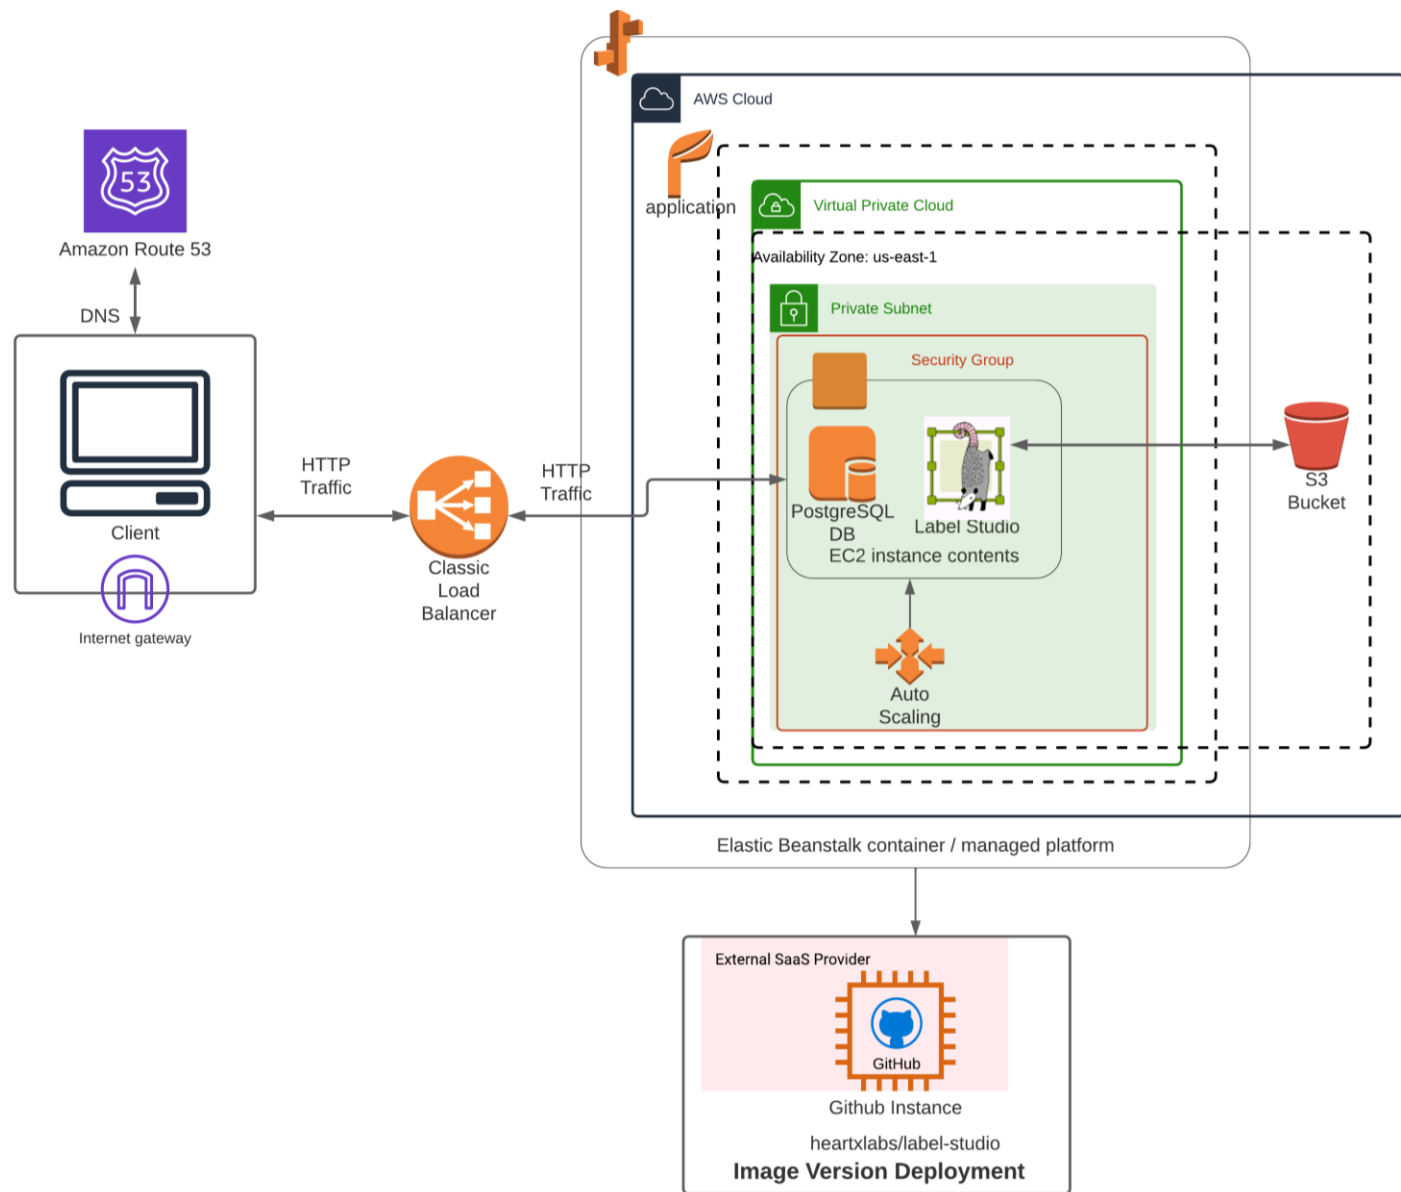 AWS Cloud
53
application
Virtual Private Cloud
Amazon Route 53
Availability Zone: us-east-1
DNS
Private Subnet
Security Group
HTTP
Traffic
HTTP
Traffic
S3
Bucket
PostgreSQL
DB
Label Studio
Client
EC2 instance contents
Classic
Load
Balancer
Internet gateway
Auto
Scaling
Elastic Beanstalk container / managed platform
External SaaS Provider
GitHub
Github Instance
heartxlabs/label-studio
Image Version Deployment